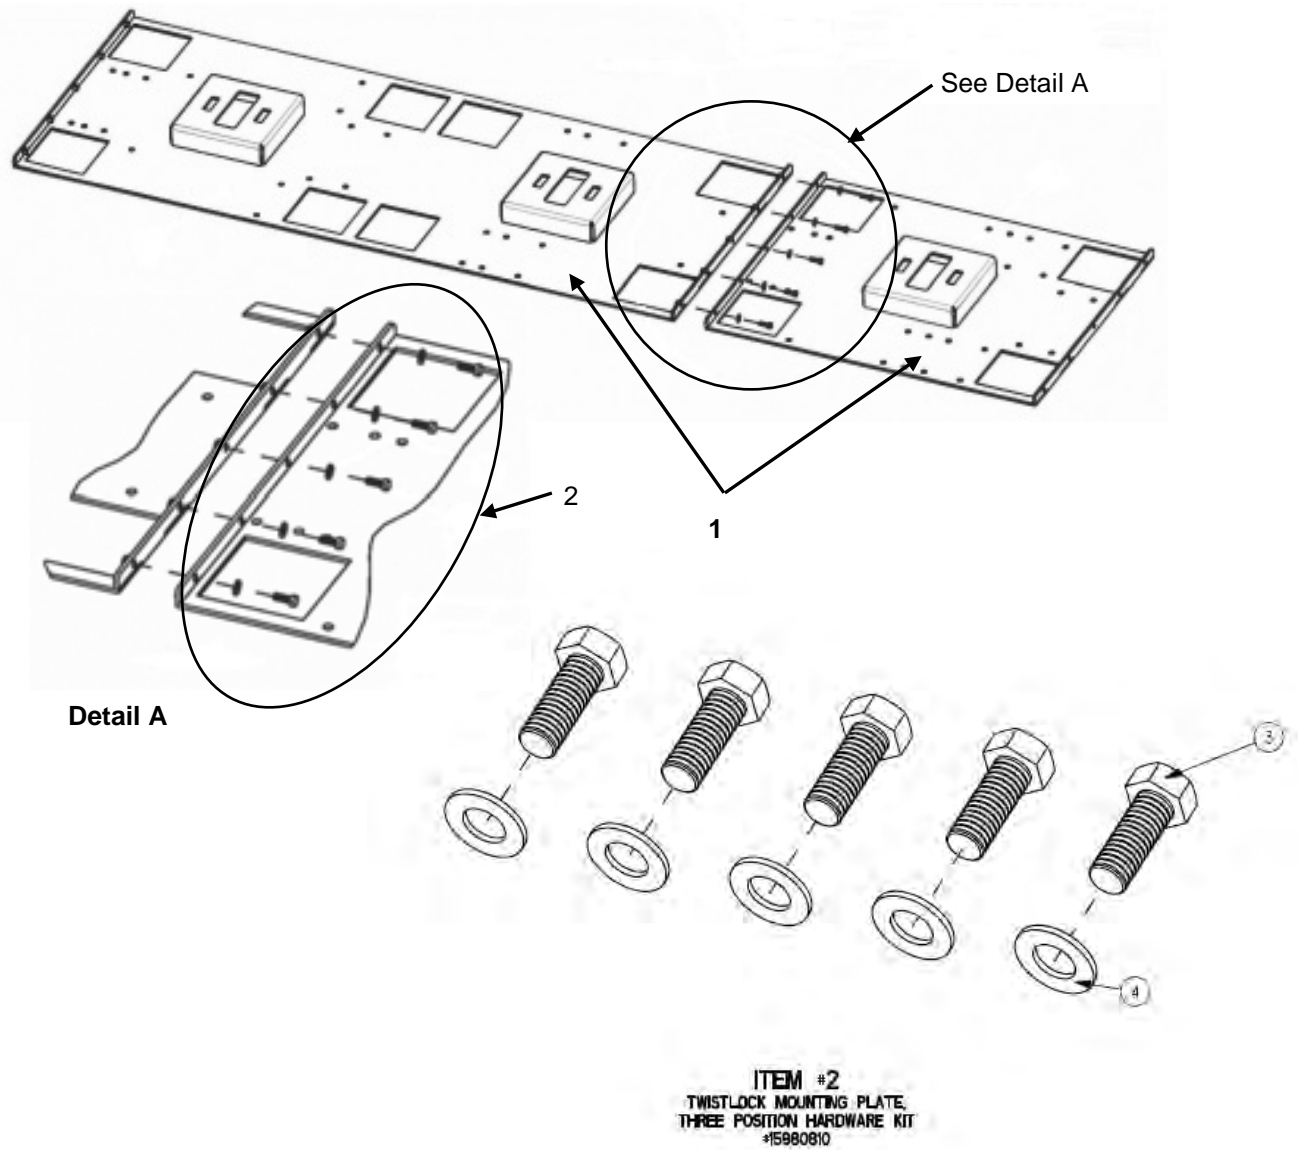 See Detail A
2
1
Detail A
3
4
ITEM #2
TWISTLOCK MOUNTING PLATE,
THREE POSITION HARDWARE KIT
#15980810